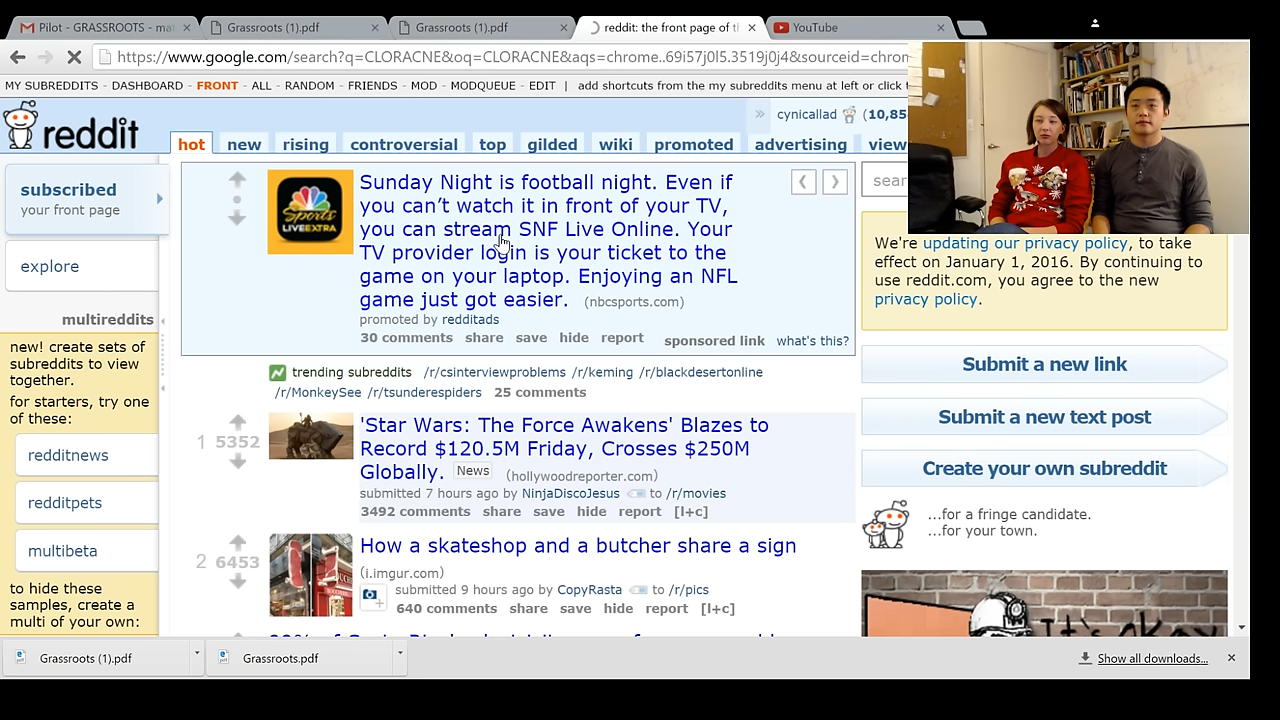 Pilot - GRASSROOTS - ma
Grassroots (1).pdf
Grassroots (1).pdf
reddit: the front page of t
YouTube
https://www.google.com/search?q=CLORACNE&oq=CLORACNE&aqs=chrome..69i57j0l5.3519j0j4&sourceid=chrom
MY SUBREDDITS - DASHBOARD - FRONT - ALL - RANDOM - FRIENDS - MOD - MODQUEUE - EDIT | add shortcuts from the my subreddits menu at left or click t
cynicallad (10,85
reddit
hot new rising controversial top gilded wiki promoted advertising view
subscribed
your front page
explore
multireddits
new! create sets of
subreddits to view
together.
for starters, try one
of these:
redditnews
redditpets
multibeta
to hide these
samples, create a
multi of your own:
Sports
LIVE EXTRA
Sunday Night is football night. Even if
you can't watch it in front of your TV,
you can stream SNF Live Online. Your
TV provider login is your ticket to the
game on your laptop. Enjoying an NFL
game just got easier. (nbcsports.com)
promoted by redditads
30 comments share save hide report sponsored link what's this?
trending subreddits /r/csinterviewproblems /r/keming /r/blackdesertonline
/r/MonkeySee /r/tsunderespiders 25 comments
1 5352
'Star Wars: The Force Awakens' Blazes to
Record $120.5M Friday, Crosses $250M
Globally. News (hollywoodreporter.com)
submitted 7 hours ago by NinjaDiscoJesus to /r/movies
3492 comments share save hide report [l+c]
2 6453
How a skateshop and a butcher share a sign
(i.imgur.com)
submitted 9 hours ago by CopyRasta to /r/pics
640 comments share save hide report [l+c]
sear
We're updating our privacy policy, to take
effect on January 1, 2016. By continuing to
use reddit.com, you agree to the new
privacy policy.
Submit a new link
Submit a new text post
Create your own subreddit
...for a fringe candidate.
...for your town.
It's okay
Grassroots (1).pdf
Grassroots.pdf
Show all downloads...